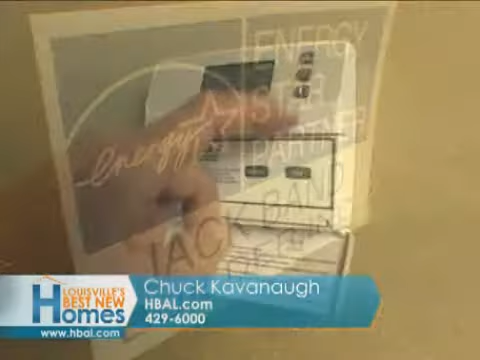 ENERGY
STAR
PARTNER
energy
JACK
LOUISVILLE'S
BEST NEW
Homes
www.hbal.com
Chuck Kavanaugh
HBAL.com
429-6000